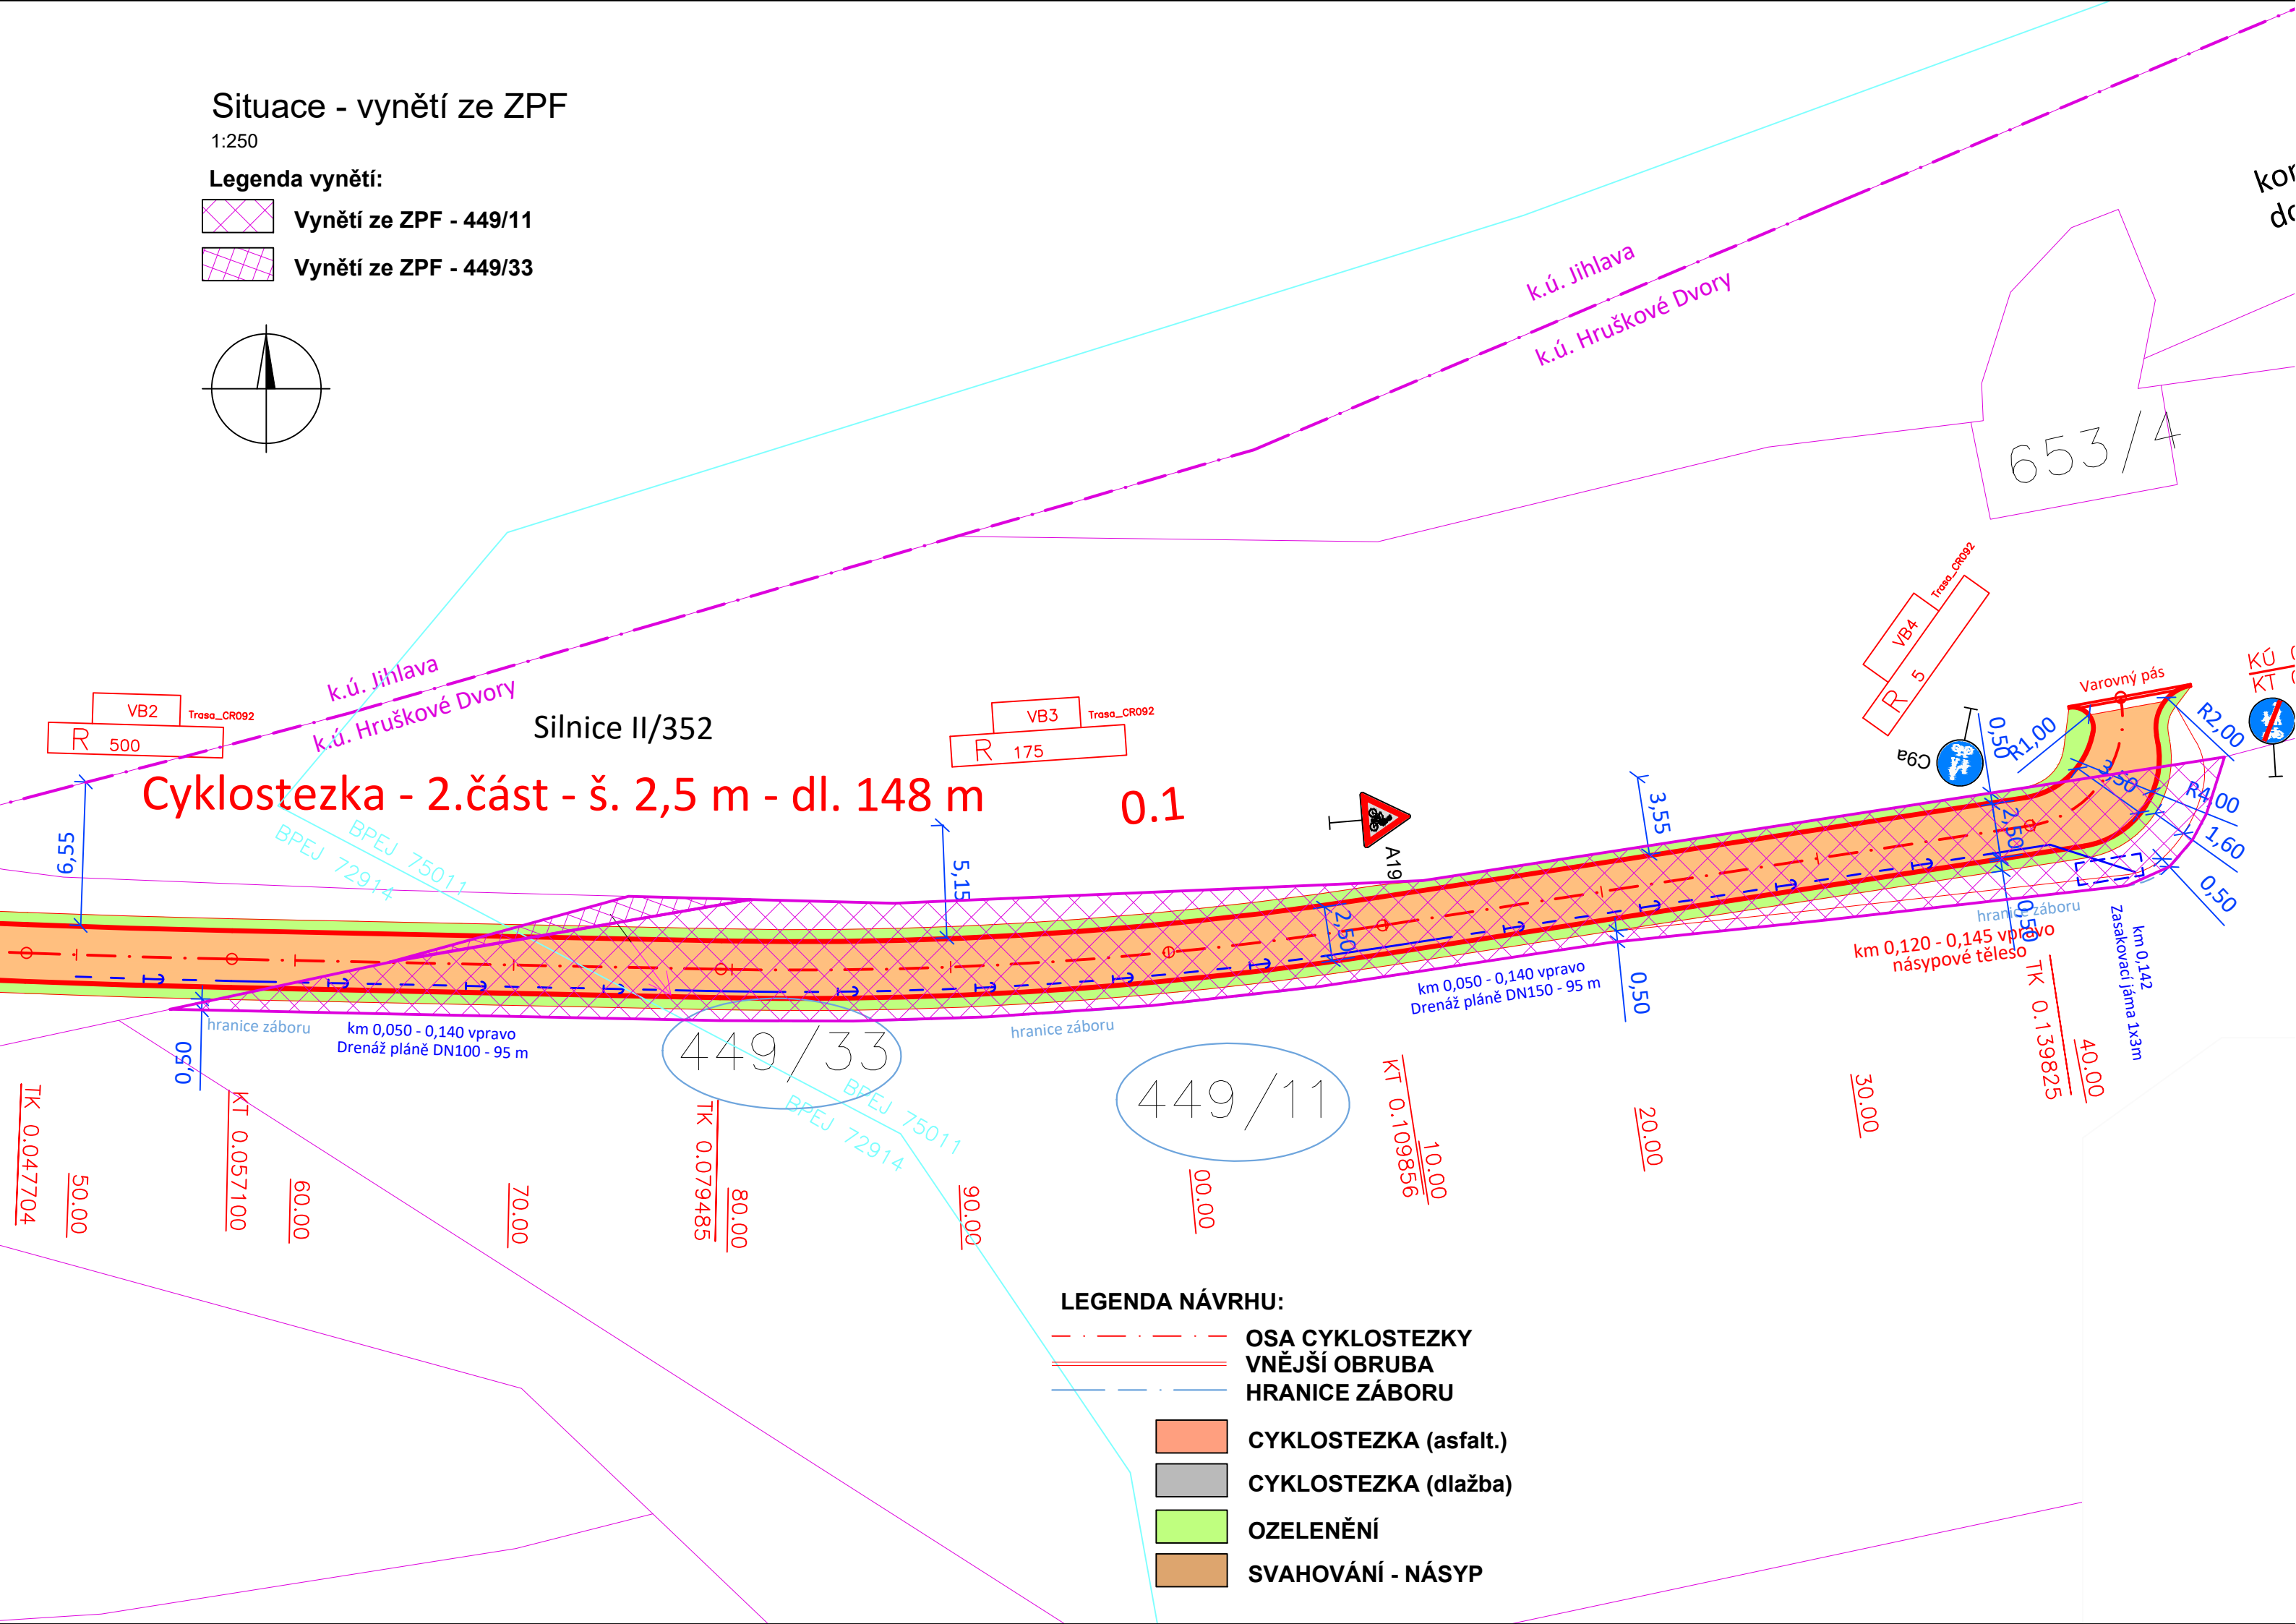 Situace - vynětí ze ZPF
1:250
Legenda vynětí:
Vynětí ze ZPF - 449/11
Vynětí ze ZPF - 449/33
k.ú. Jihlava
k.ú. Hruškové Dvory
653/4
k.ú. Jihlava
k.ú. Hruškové Dvory
VB2
Trasa_CR092
R 500
Silnice II/352
VB3
Trasa_CR092
R 175
VB4
Trasa_CR092
R 5
Varovný pás
KÚ
KT
Cyklostezka - 2.část - š. 2,5 m - dl. 148 m
0.1
A19
C9a
BPEJ 75011
BPEJ 72914
6,55
5,15
3,55
0,50
R1,00
R2,00
3,50
R4,00
2,50
1,60
0,50
2,50
0,50
0,50
0,50
hranice záboru
km 0,050 - 0,140 vpravo
Drenáž pláně DN100 - 95 m
hranice záboru
km 0,050 - 0,140 vpravo
Drenáž pláně DN150 - 95 m
hranice záboru
km 0,120 - 0,145 vpravo
násypové těleso
km 0,142
Zasakovací jáma 1x3m
449/33
449/11
BPEJ 75011
BPEJ 72914
TK 0.047704
50.00
KT 0.057100
60.00
70.00
TK 0.079485
80.00
90.00
00.00
KT 0.109856
10.00
20.00
30.00
TK 0.139825
40.00
LEGENDA NÁVRHU:
OSA CYKLOSTEZKY
VNĚJŠÍ OBRUBA
HRANICE ZÁBORU
CYKLOSTEZKA (asfalt.)
CYKLOSTEZKA (dlažba)
OZELENĚNÍ
SVAHOVÁNÍ - NÁSYP